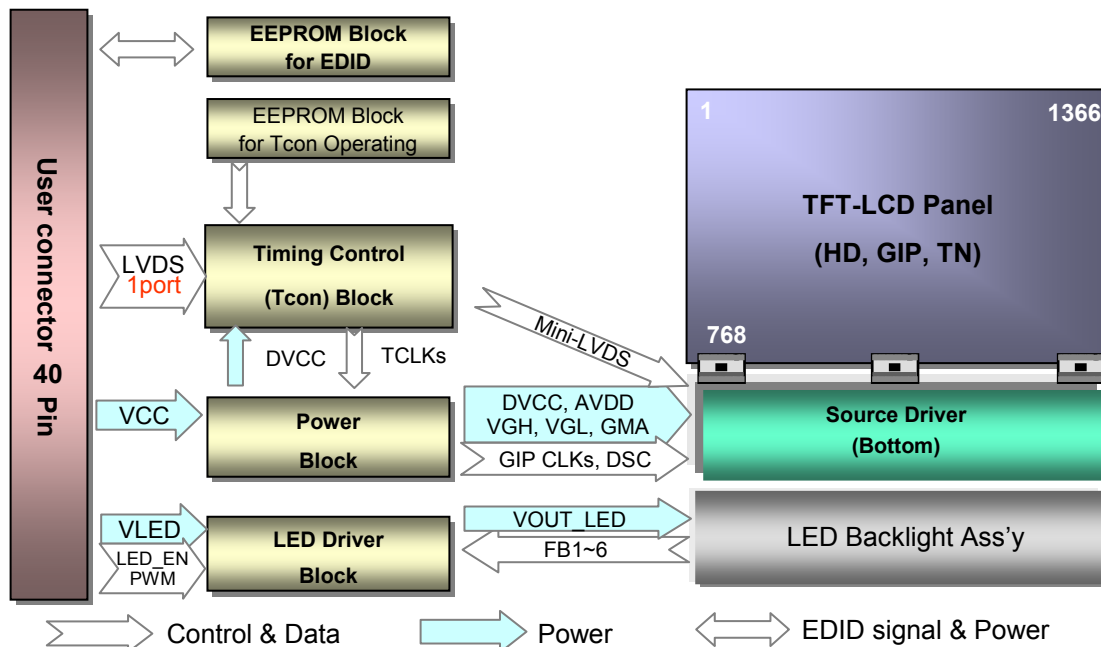 User connector 40 Pin
EEPROM Block
for EDID
EEPROM Block
for Tcon Operating
LVDS
1port
Timing Control
(Tcon) Block
DVCC
TCLKs
Mini-LVDS
VCC
Power
Block
DVCC, AVDD
VGH, VGL, GMA
GIP CLKs, DSC
VLED
LED_EN
PWM
LED Driver
Block
VOUT_LED
FB1~6
1
1366
TFT-LCD Panel
(HD, GIP, TN)
768
Source Driver
(Bottom)
LED Backlight Ass'y
Control & Data
Power
EDID signal & Power